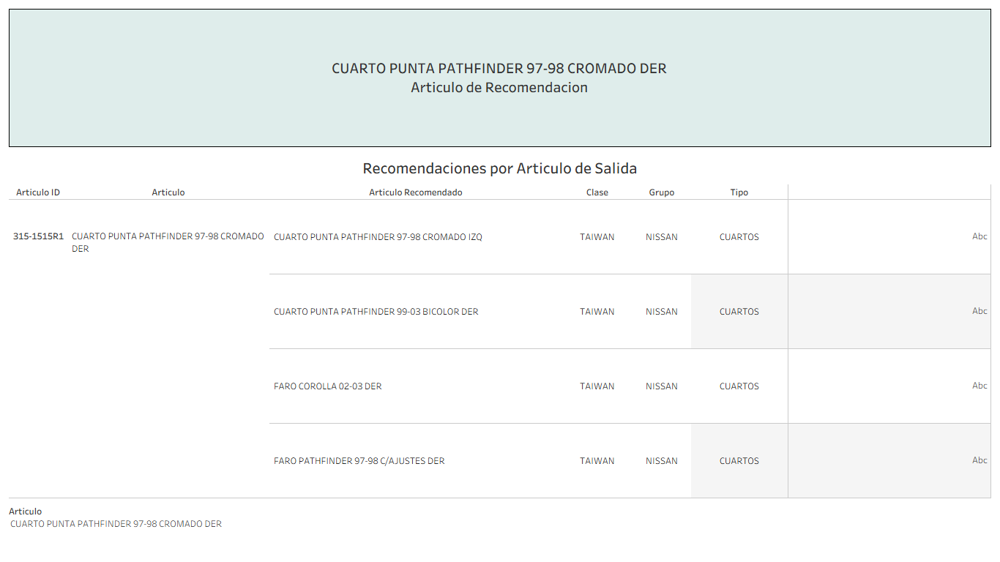 CUARTO PUNTA PATHFINDER 97-98 CROMADO DER
Articulo de Recomendacion
Recomendaciones por Articulo de Salida
Articulo ID Articulo Articulo Recomendado Clase Grupo Tipo
315-1515R1 CUARTO PUNTA PATHFINDER 97-98 CROMADO CUARTO PUNTA PATHFINDER 97-98 CROMADO IZQ TAIWAN NISSAN CUARTOS Abc
DER
CUARTO PUNTA PATHFINDER 99-03 BICOLOR DER TAIWAN NISSAN CUARTOS Abc
FARO COROLLA 02-03 DER TAIWAN NISSAN CUARTOS Abc
FARO PATHFINDER 97-98 C/AJUSTES DER TAIWAN NISSAN CUARTOS Abc
Articulo
CUARTO PUNTA PATHFINDER 97-98 CROMADO DER